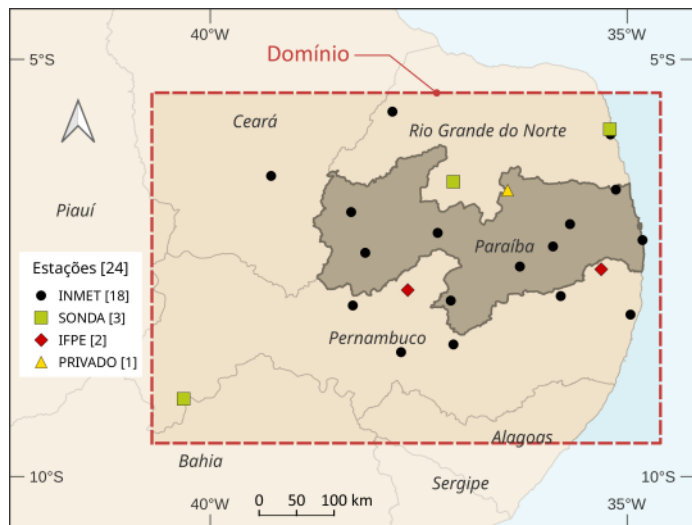 40°W
35°W
5°S
5°S
Domínio
Ceará
Rio Grande do Norte
Piauí
Paraíba
Estações [24]
INMET [18]
SONDA [3]
IFPE [2]
PRIVADO [1]
Pernambuco
Alagoas
Bahia
Sergipe
10°S
10°S
0 50 100 km
40°W
35°W